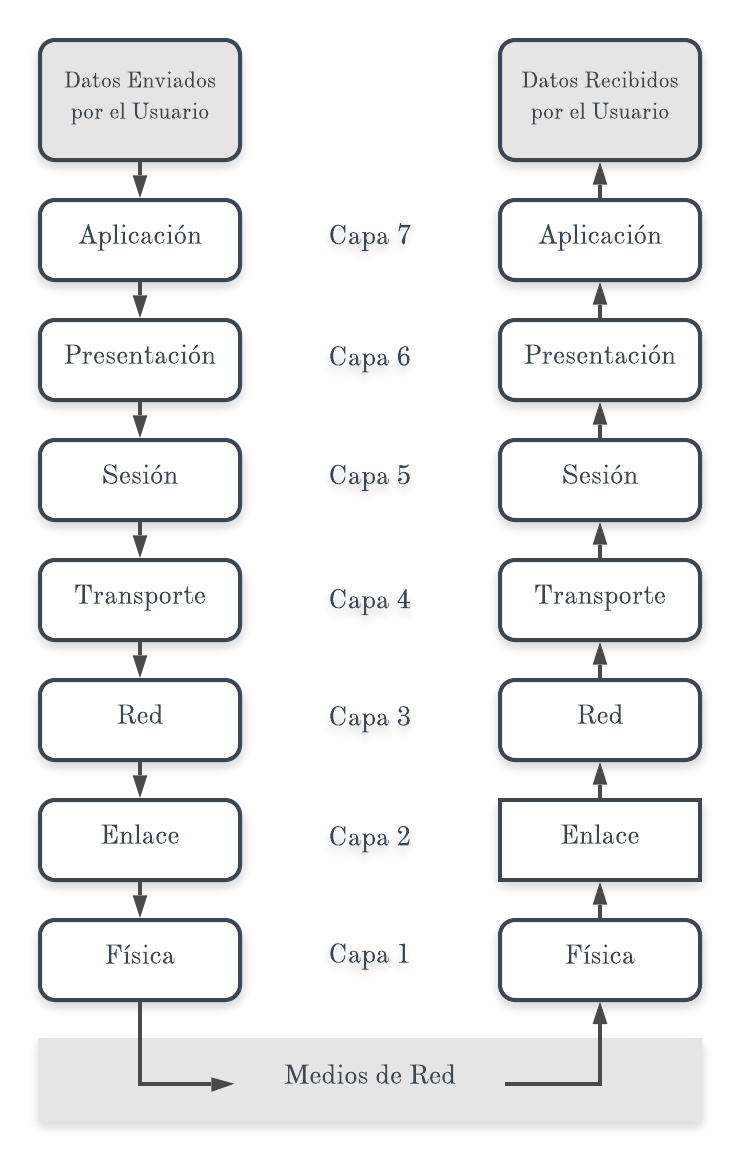 Datos Enviados
por el Usuario
Datos Recibidos
por el Usuario
Aplicación
Capa 7
Aplicación
Presentación
Capa 6
Presentación
Sesión
Capa 5
Sesión
Transporte
Capa 4
Transporte
Red
Capa 3
Red
Enlace
Capa 2
Enlace
Física
Capa 1
Física
Medios de Red